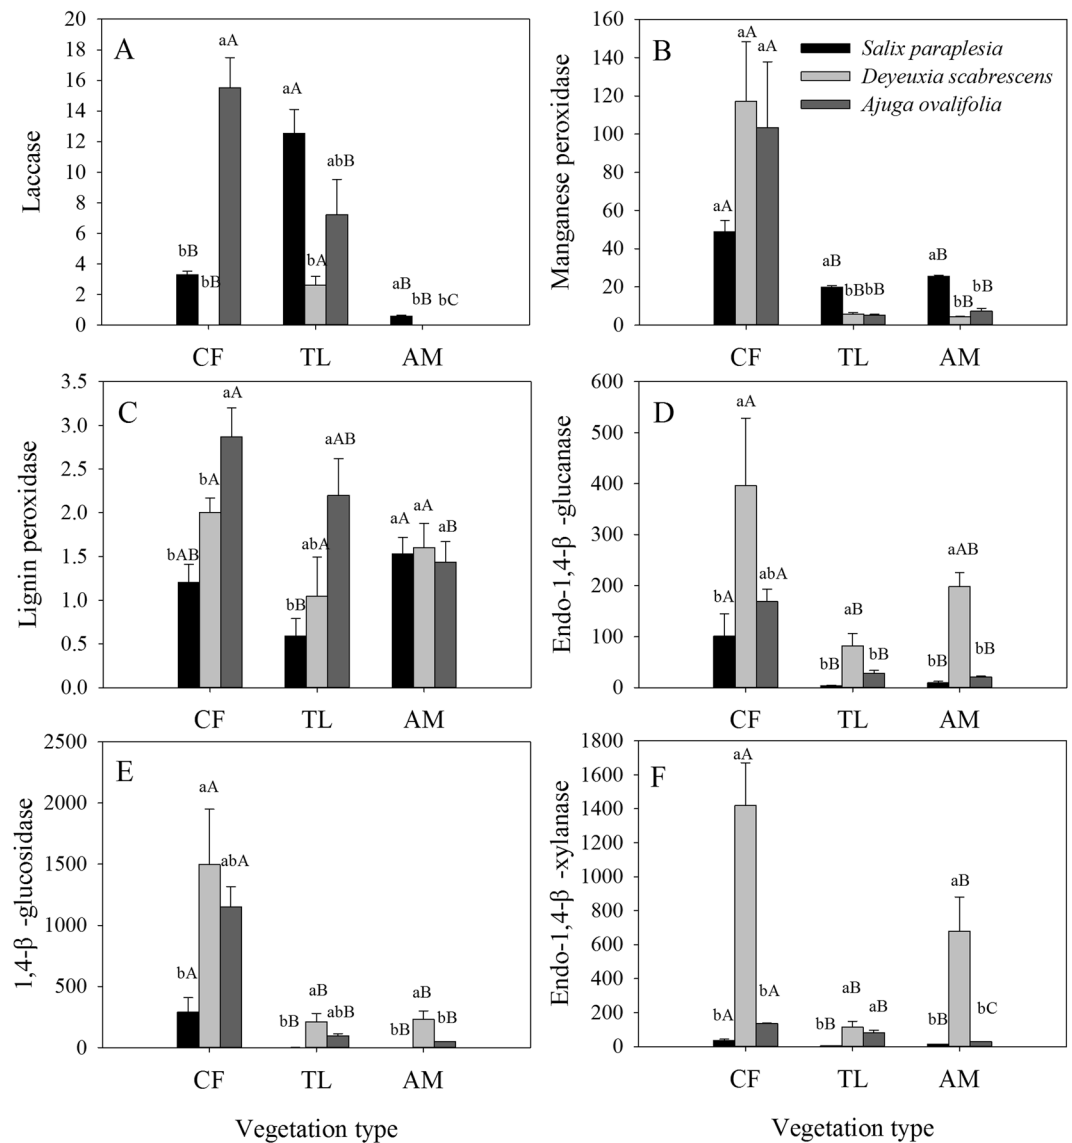 A
Laccase
20
18
16
14
12
10
8
6
4
2
0
bB
bB
aA
aA
bA
abB
aB
bB
bC
CF
TL
AM
B
Manganese peroxidase
160
140
120
100
80
60
40
20
0
Salix paraplesia
Deyeuxia scabrescens
Ajuga ovalifolia
aA
aA
aA
aB
bB
bB
aB
bB
bB
CF
TL
AM
C
Lignin peroxidase
3.5
3.0
2.5
2.0
1.5
1.0
0.5
0.0
bAB
bA
aA
bB
abA
aAB
aA
aA
aB
CF
TL
AM
D
Endo-1,4-β -glucanase
600
500
400
300
200
100
0
bA
aA
abA
bB
aB
bB
bB
aAB
bB
CF
TL
AM
E
1,4-β -glucosidase
2500
2000
1500
1000
500
0
bA
aA
abA
bB
aB
abB
bB
aB
bB
CF
TL
AM
Vegetation type
F
Endo-1,4-β -xylanase
1800
1600
1400
1200
1000
800
600
400
200
0
bA
aA
bA
bB
aB
aB
bB
aB
bC
CF
TL
AM
Vegetation type